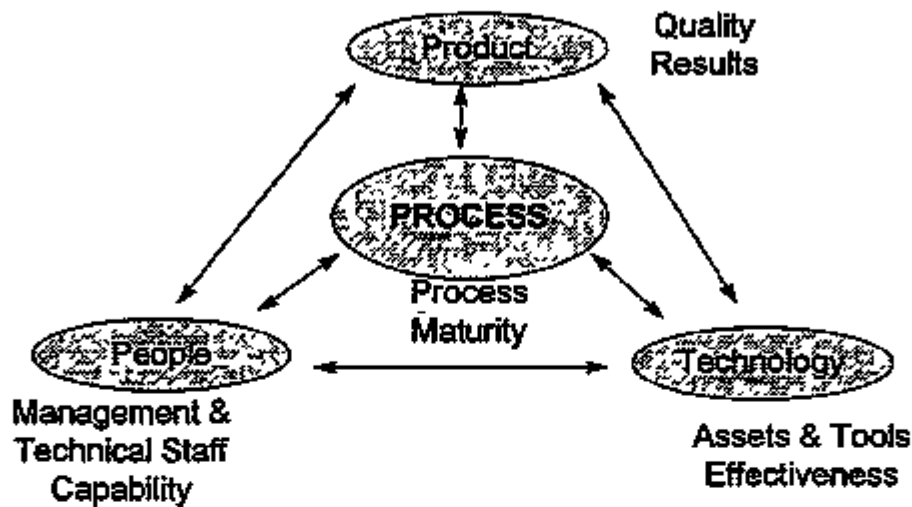 Product
Quality
Results
PROCESS
Process
Maturity
People
Management &
Technical Staff
Capability
Technology
Assets & Tools
Effectiveness